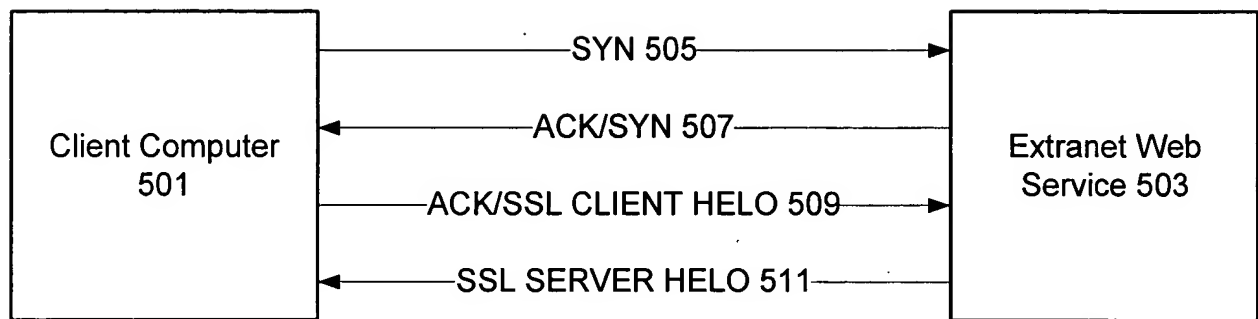 Client Computer
501
SYN 505
ACK/SYN 507
ACK/SSL CLIENT HELO 509
SSL SERVER HELO 511
Extranet Web
Service 503